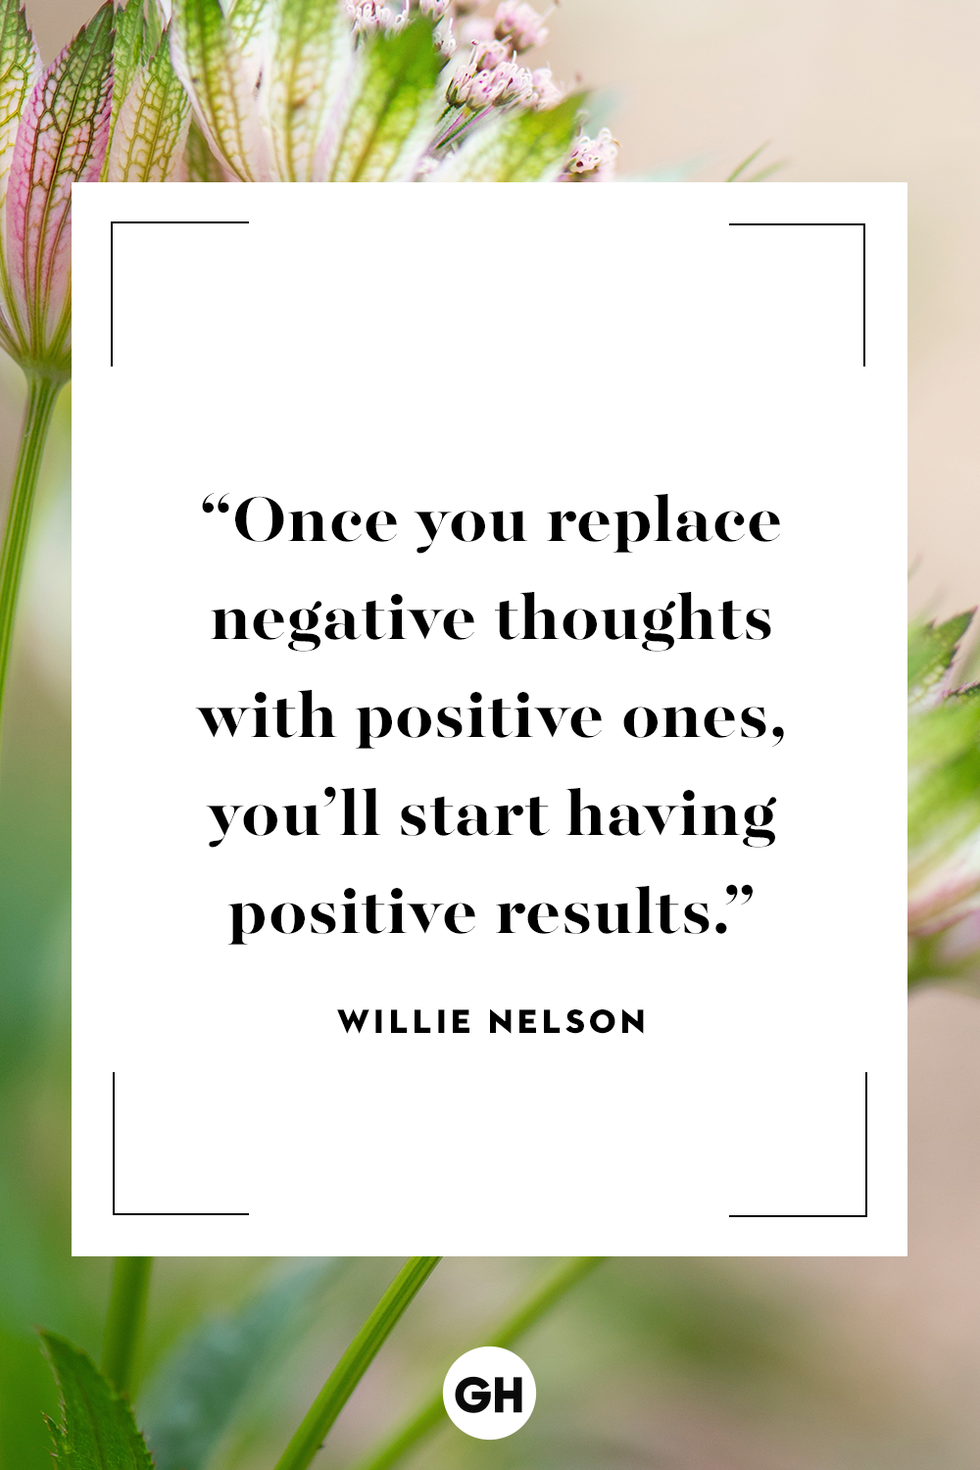 “Once you replace
negative thoughts
with positive ones,
you’ll start having
positive results.”
WILLIE NELSON
GH